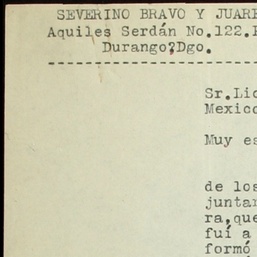 SEVERINO BRAVO Y JUARE
Aquiles Serdán No.122.P
Durango,Dgo.
Sr.Lic
Mexico
Muy es
de los
juntar
ra,que
fuí a
formó